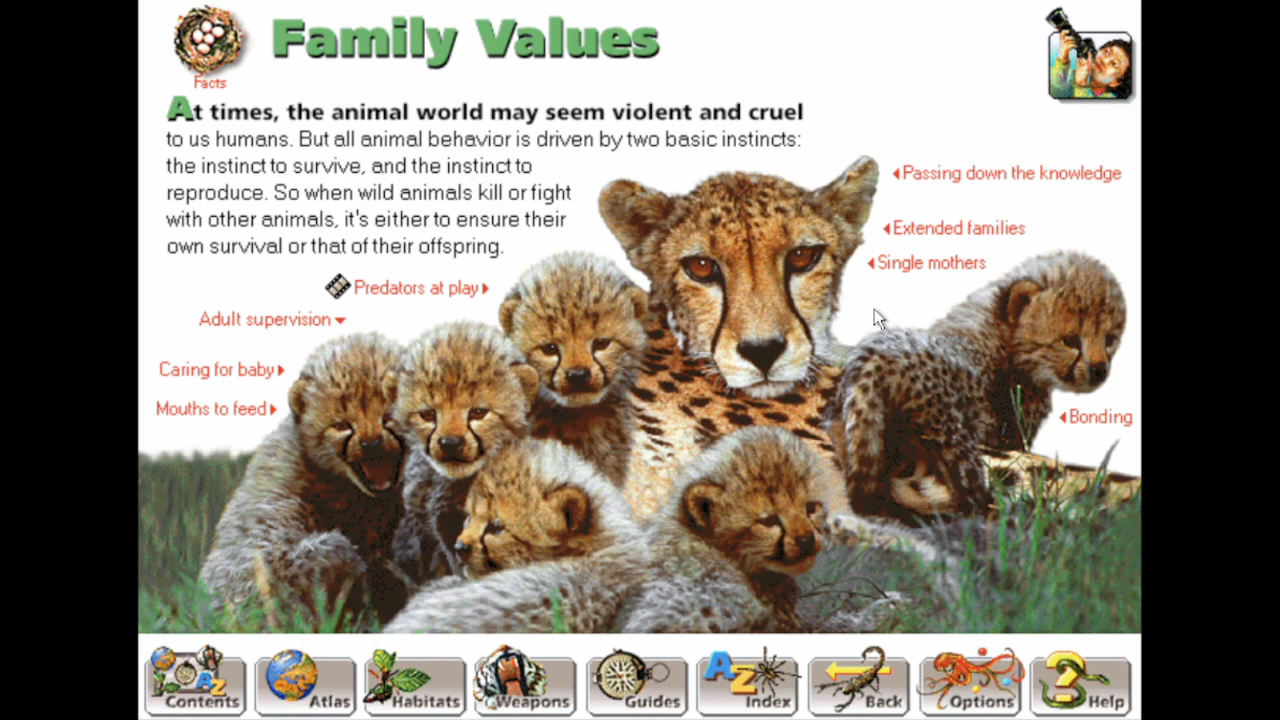 Family Values
Facts
At times, the animal world may seem violent and cruel
to us humans. But all animal behavior is driven by two basic instincts:
the instinct to survive, and the instinct to
reproduce. So when wild animals kill or fight
with other animals, it's either to ensure their
own survival or that of their offspring.
Passing down the knowledge
Extended families
Single mothers
Predators at play
Adult supervision
Caring for baby
Mouths to feed
Bonding
Contents
Atlas
Habitats
Weapons
Guides
AZ
Index
Back
Options
?
Help